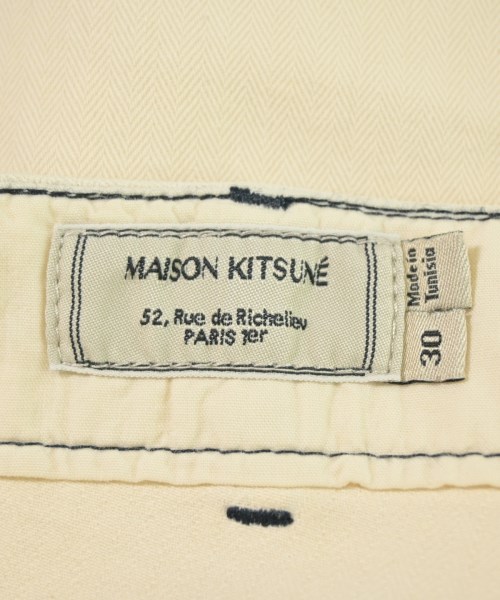 MAISON KITSUNÉ
52, Rue de Richelieu
PARIS 1er
Made in
Tunisia
30